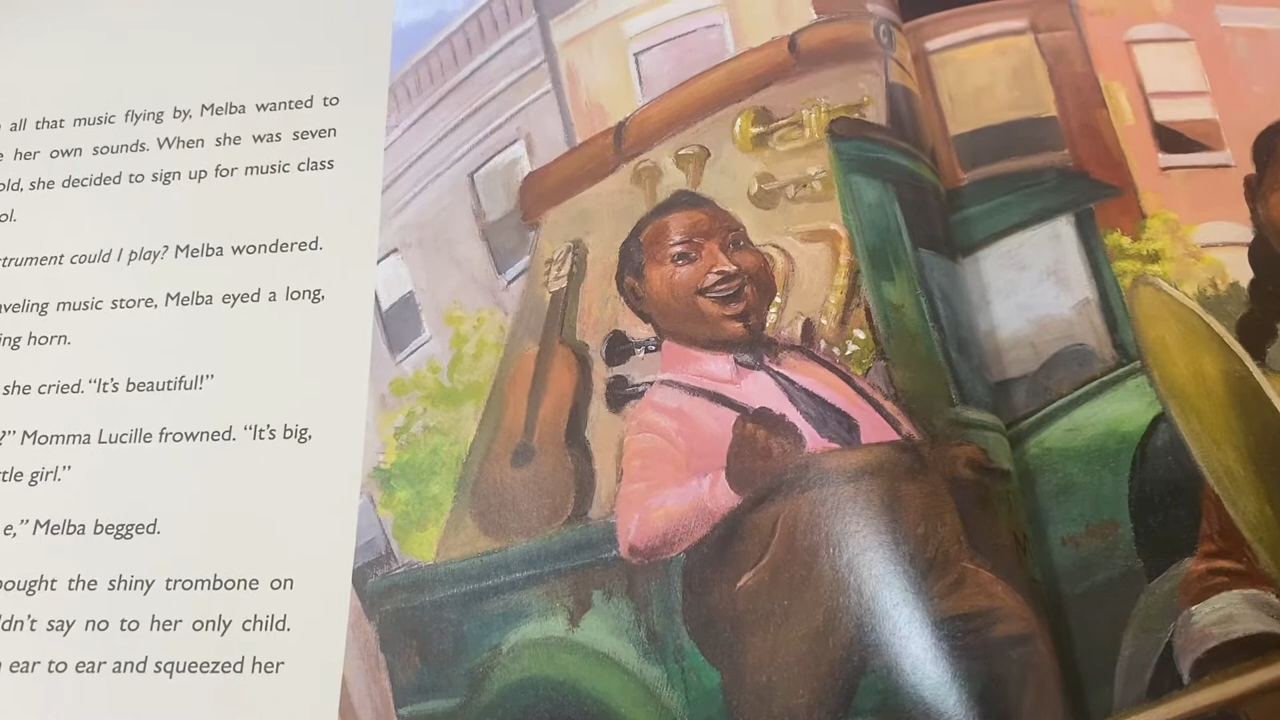 all that music flying by, Melba wanted to
her own sounds. When she was seven
old, she decided to sign up for music class
ol.
trument could I play? Melba wondered.
aveling music store, Melba eyed a long,
ing horn.
she cried. “It’s beautiful!”
?” Momma Lucille frowned. “It’s big,
tle girl.”
e,” Melba begged.
bought the shiny trombone on
ldn’t say no to her only child.
ear to ear and squeezed her